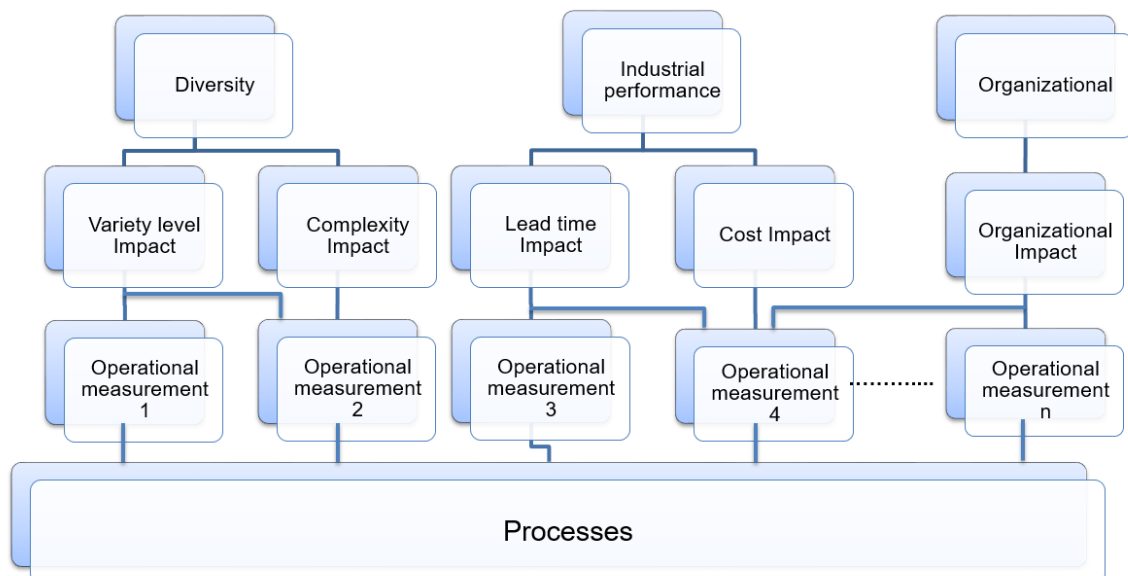 Diversity
Industrial
performance
Organizational
Variety level
Impact
Complexity
Impact
Lead time
Impact
Cost Impact
Organizational
Impact
Operational
measurement
1
Operational
measurement
2
Operational
measurement
3
Operational
measurement
4
Operational
measurement
n
Processes